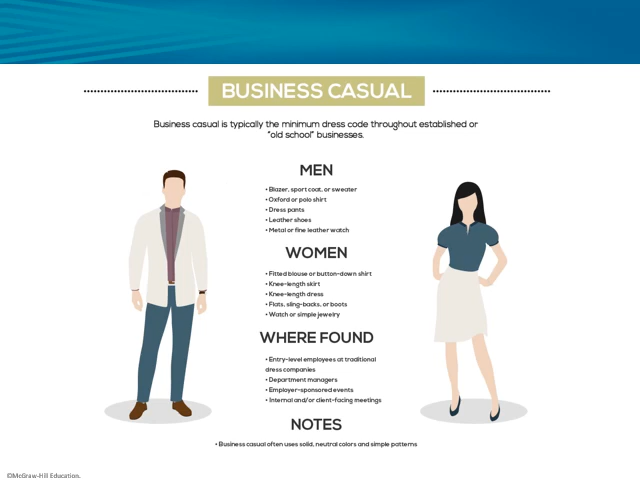 BUSINESS CASUAL
Business casual is typically the minimum dress code throughout established or
"old school" businesses.
MEN
• Blazer, sport coat, or sweater
• Oxford or polo shirt
• Dress pants
• Leather shoes
• Metal or fine leather watch
WOMEN
• Fitted blouse or button-down shirt
• Knee-length skirt
• Knee-length dress
• Flats, sling-backs, or boots
• Watch or simple jewelry
WHERE FOUND
• Entry-level employees at traditional
dress companies
• Department managers
• Employer-sponsored events
• Internal and/or client-facing meetings
NOTES
• Business casual often uses solid, neutral colors and simple patterns
©McGraw-Hill Education.